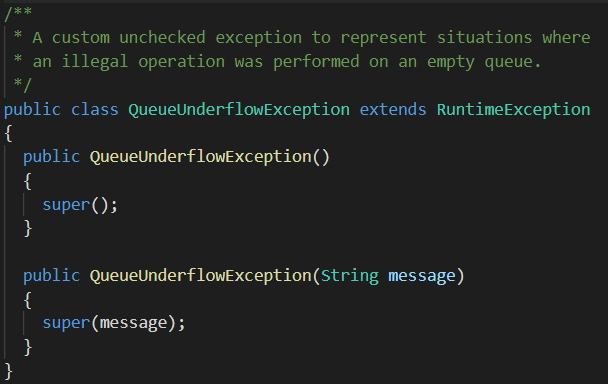 /**
 * A custom unchecked exception to represent situations where
 * an illegal operation was performed on an empty queue.
 */
public class QueueUnderflowException extends RuntimeException
{
  public QueueUnderflowException()
  {
    super();
  }

  public QueueUnderflowException(String message)
  {
    super(message);
  }
}